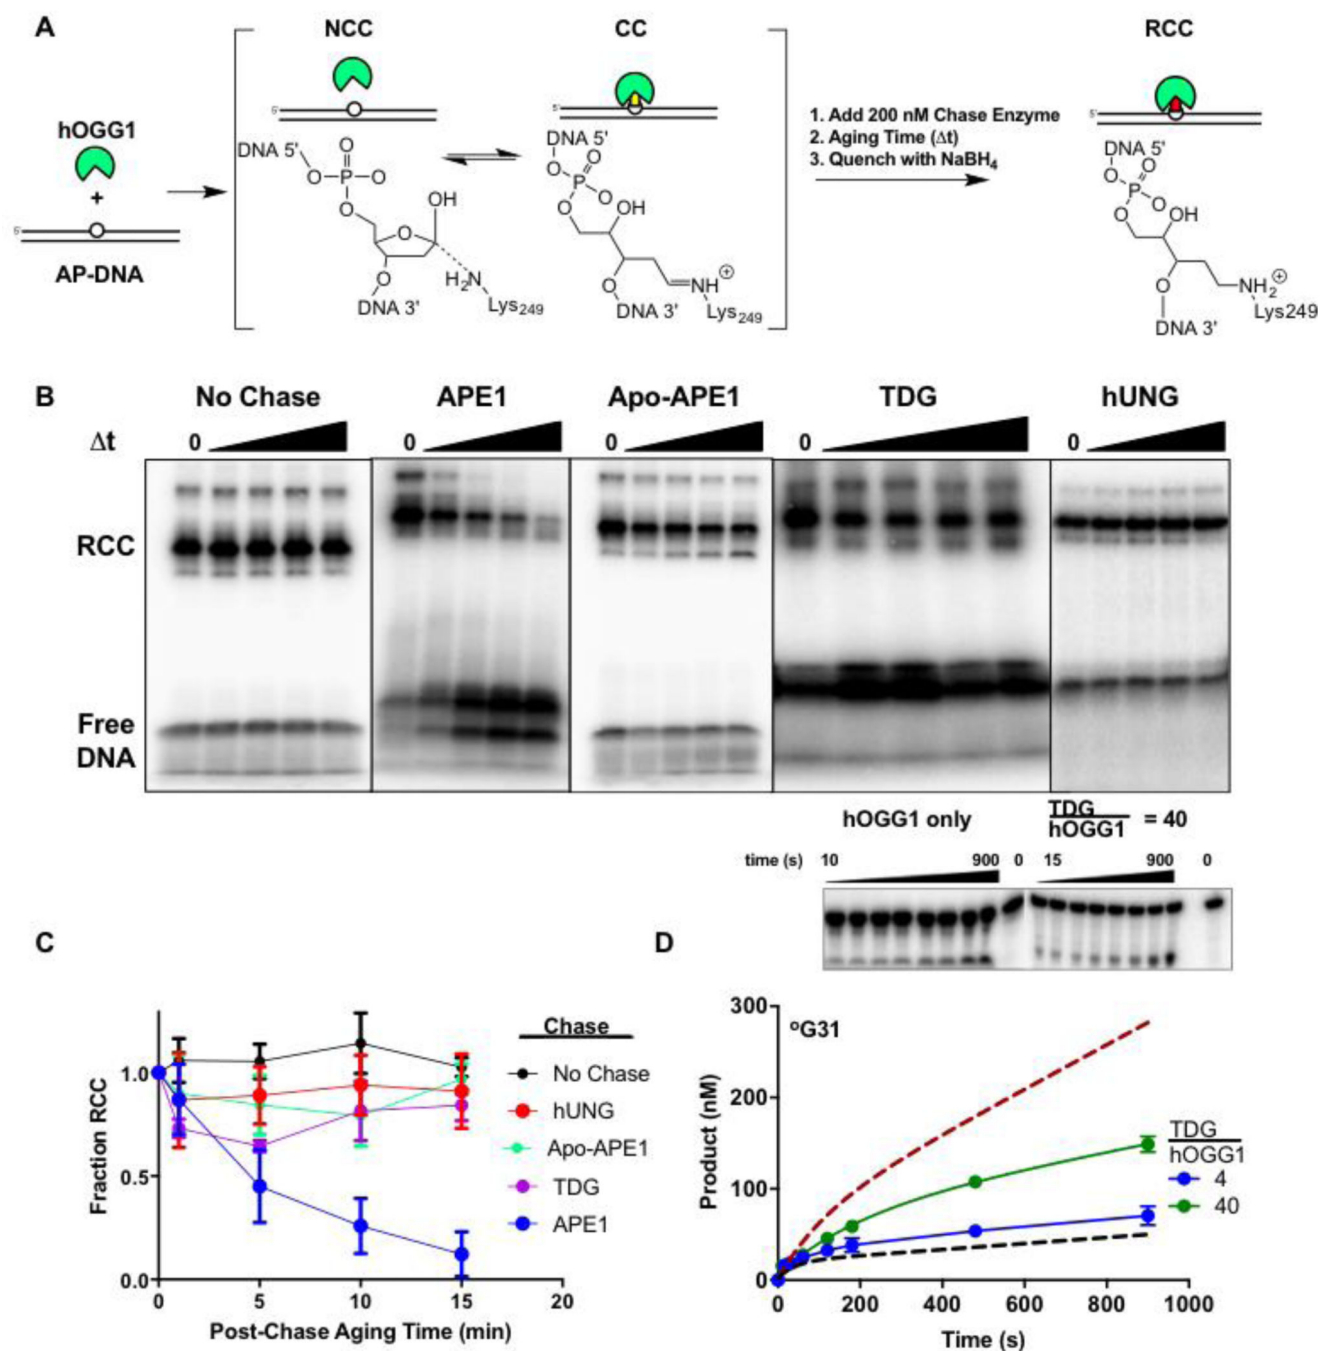 A
NCC
CC
RCC
hOGG1
+
5'
AP-DNA
5'
DNA 5'
O
P
O
O
O
OH
O
H₂N
Lys₂₄₉
DNA 3'
5'
DNA 5'
O
O
P
O
O
OH
O
NH
+
DNA 3'
Lys₂₄₉
1. Add 200 nM Chase Enzyme
2. Aging Time (Δt)
3. Quench with NaBH₄
5'
DNA 5'
O
O
P
O
O
OH
O
NH₂
+
DNA 3'
Lys249
B
No Chase
APE1
Apo-APE1
TDG
hUNG
Δt
0
0
0
0
0
RCC
Free
DNA
hOGG1 only
TDG
hOGG1
= 40
time (s)
10
900
0
15
900
0
C
Fraction RCC
1.0
0.5
0.0
0
5
10
15
20
Post-Chase Aging Time (min)
Chase
No Chase
hUNG
Apo-APE1
TDG
APE1
D
ᵒG31
Product (nM)
300
200
100
0
0
200
400
600
800
1000
Time (s)
TDG
hOGG1
4
40